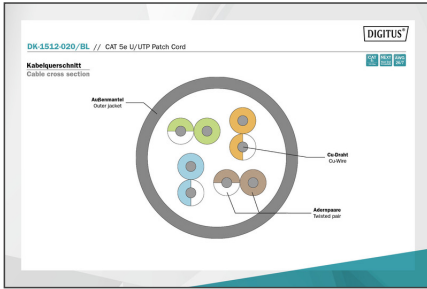 DIGITUS®
DK-1512-020/BL // CAT 5e U/UTP Patch Cord
Kabelquerschnitt
Cable cross section
Außenmantel
Outer jacket
Cu-Draht
Cu-Wire
Aderspaare
Twisted pair